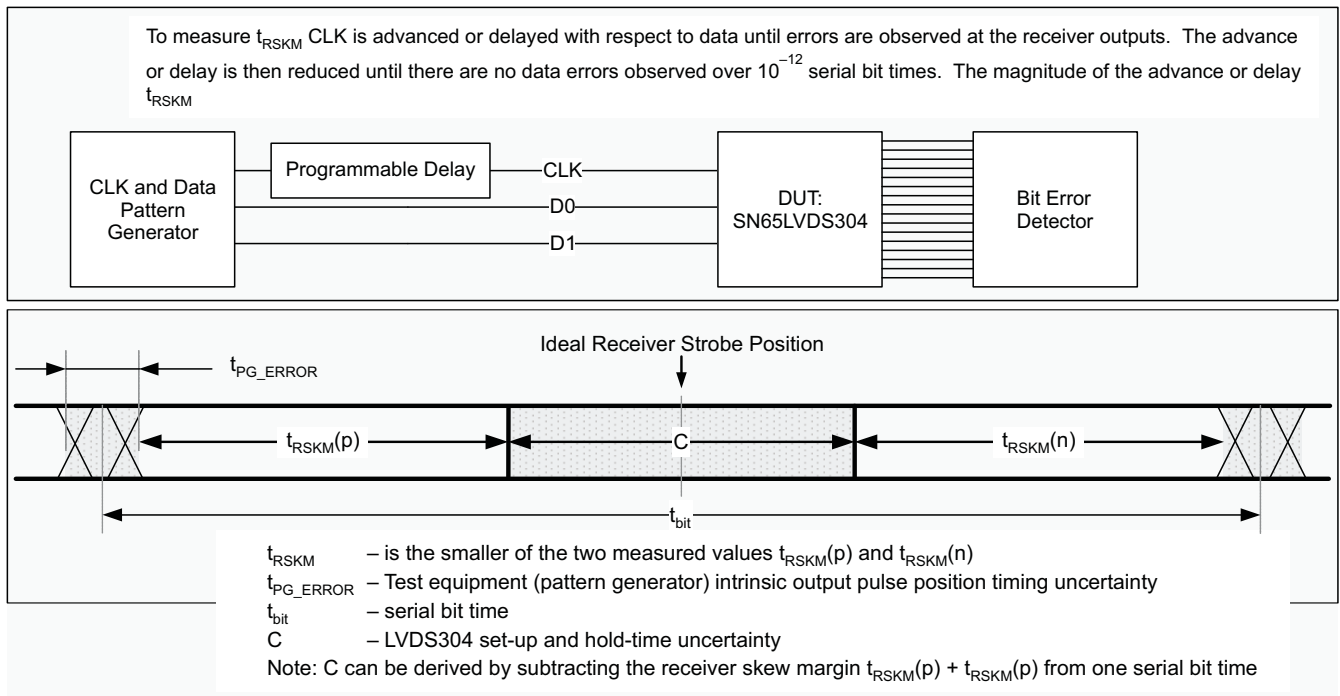 To measure tRSKM CLK is advanced or delayed with respect to data until errors are observed at the receiver outputs. The advance
or delay is then reduced until there are no data errors observed over 10–12 serial bit times. The magnitude of the advance or delay
tRSKM
CLK and Data
Pattern
Generator
Programmable Delay
CLK
D0
D1
DUT:
SN65LVDS304
Bit Error
Detector
Ideal Receiver Strobe Position
tPG_ERROR
tRSKM(p)
C
tRSKM(n)
tbit
tRSKM – is the smaller of the two measured values tRSKM(p) and tRSKM(n)
tPG_ERROR – Test equipment (pattern generator) intrinsic output pulse position timing uncertainty
tbit – serial bit time
C – LVDS304 set-up and hold-time uncertainty
Note: C can be derived by subtracting the receiver skew margin tRSKM(p) + tRSKM(p) from one serial bit time